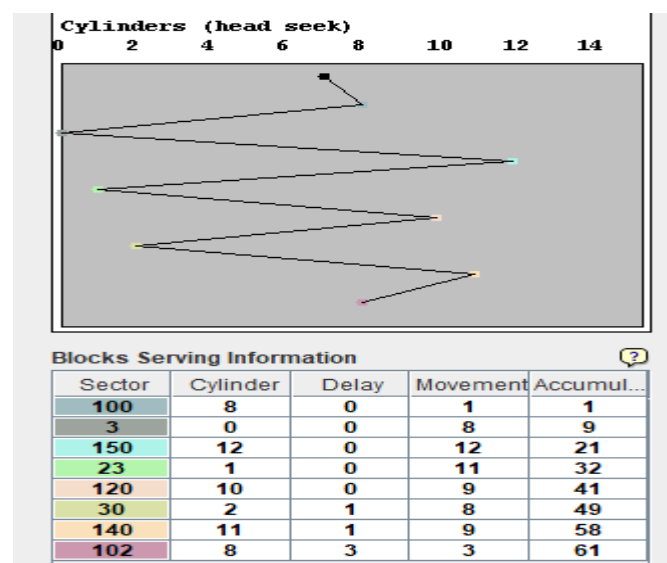 Cylinders (head seek)
0 2 4 6 8 10 12 14
Blocks Serving Information ?
Sector Cylinder Delay Movement Accumul...
100 8 0 1 1
3 0 0 8 9
150 12 0 12 21
23 1 0 11 32
120 10 0 9 41
30 2 1 8 49
140 11 1 9 58
102 8 3 3 61